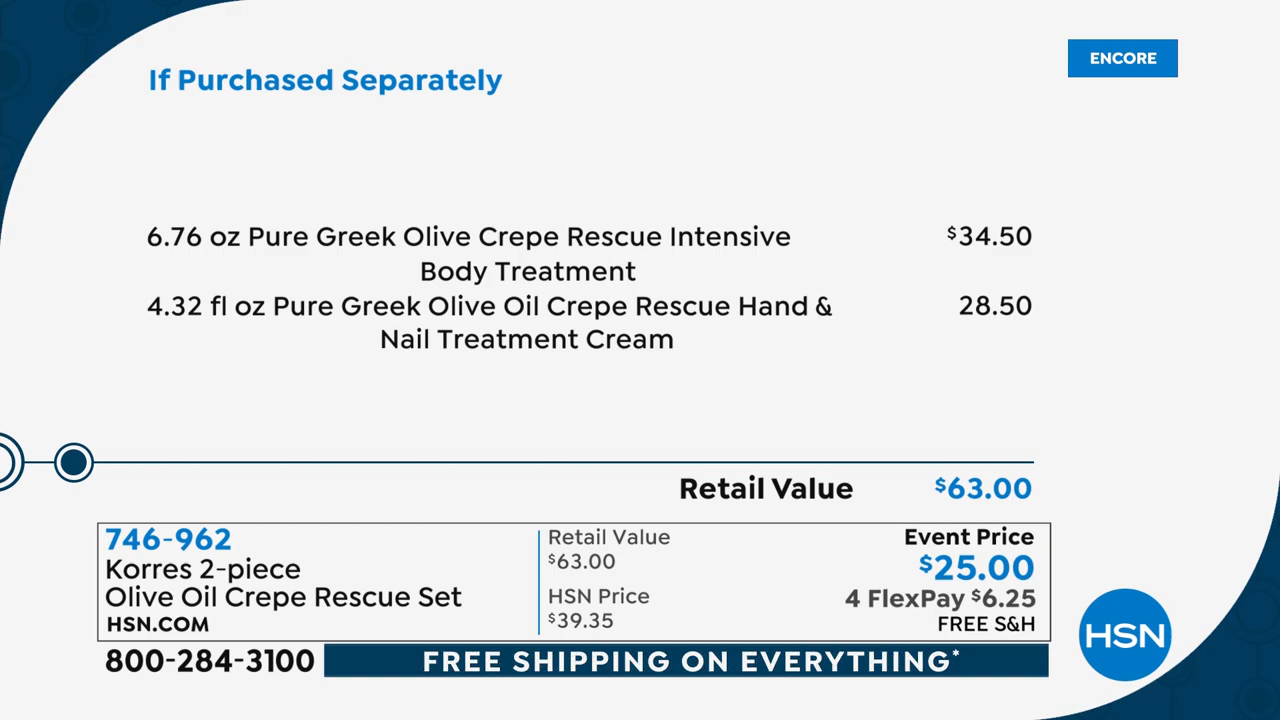 If Purchased Separately
ENCORE
6.76 oz Pure Greek Olive Crepe Rescue Intensive $34.50
Body Treatment
4.32 fl oz Pure Greek Olive Oil Crepe Rescue Hand & 28.50
Nail Treatment Cream
Retail Value $63.00
746-962
Korres 2-piece
Olive Oil Crepe Rescue Set
HSN.COM
Retail Value
$63.00
HSN Price
$39.35
Event Price
$25.00
4 FlexPay $6.25
FREE S&H
HSN
800-284-3100 FREE SHIPPING ON EVERYTHING*